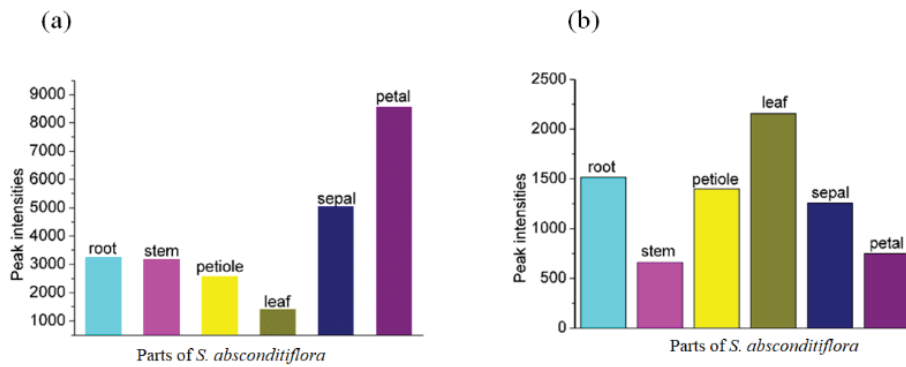 (a)
9000
8000
7000
6000
5000
4000
3000
2000
1000
Peak intensities
root
stem
petiole
leaf
sepal
petal
Parts of S. absconditiflora
(b)
2500
2000
1500
1000
500
0
Peak intensities
root
stem
petiole
leaf
sepal
petal
Parts of S. absconditiflora